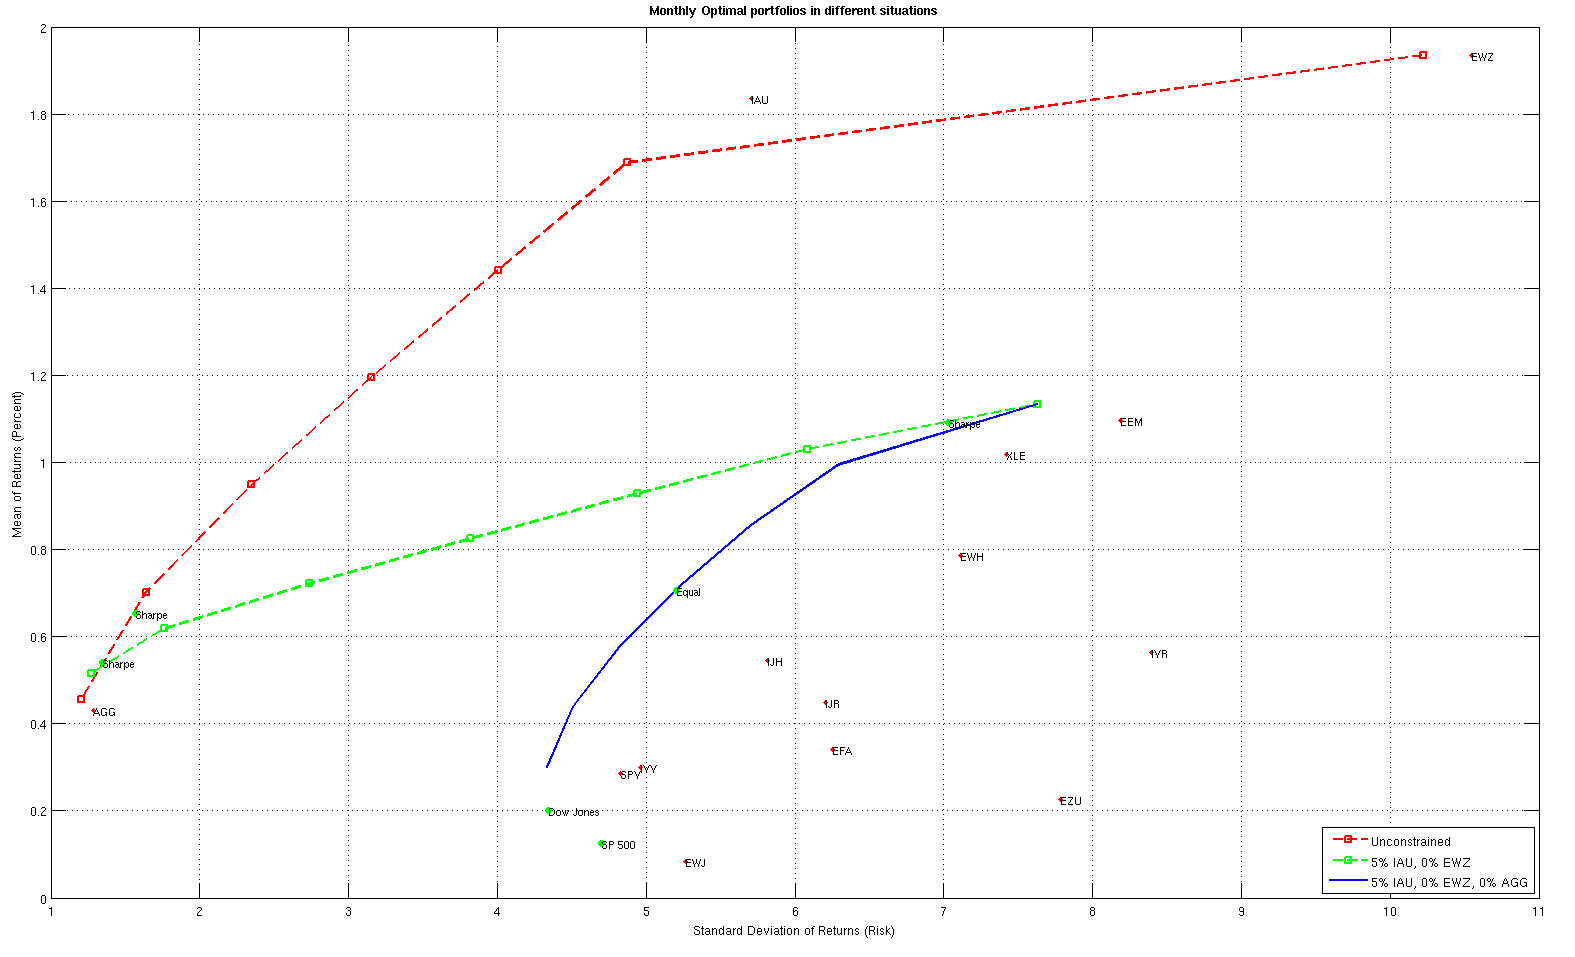 Monthly Optimal portfolios in different situations
2
EWZ
IAU
1.8
1.6
1.4
1.2
Sharpe
EEM
XLE
1
Mean of Returns (Percent)
0.8
EWH
Equal
Sharpe
0.6
Sharpe
IJH
IYR
AGG
IJR
0.4
EFA
SPY
IYY
EZU
0.2
Dow Jones
SP 500
EWJ
Unconstrained
5% IAU, 0% EWZ
5% IAU, 0% EWZ, 0% AGG
0
1 2 3 4 5 6 7 8 9 10 11
Standard Deviation of Returns (Risk)